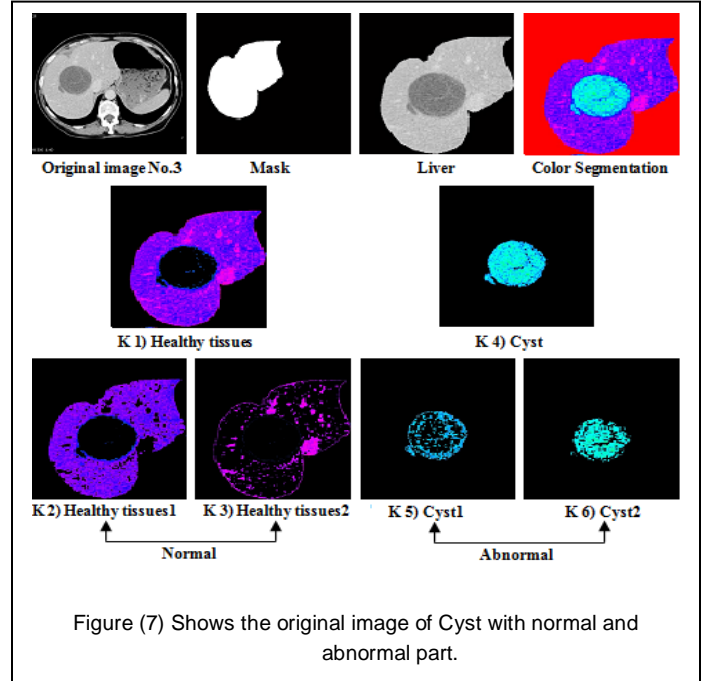 Original image No.3 Mask Liver Color Segmentation
K 1) Healthy tissues K 4) Cyst
K 2) Healthy tissues1 K 3) Healthy tissues2 K 5) Cyst1 K 6) Cyst2
Normal Abnormal
Figure (7) Shows the original image of Cyst with normal and
abnormal part.